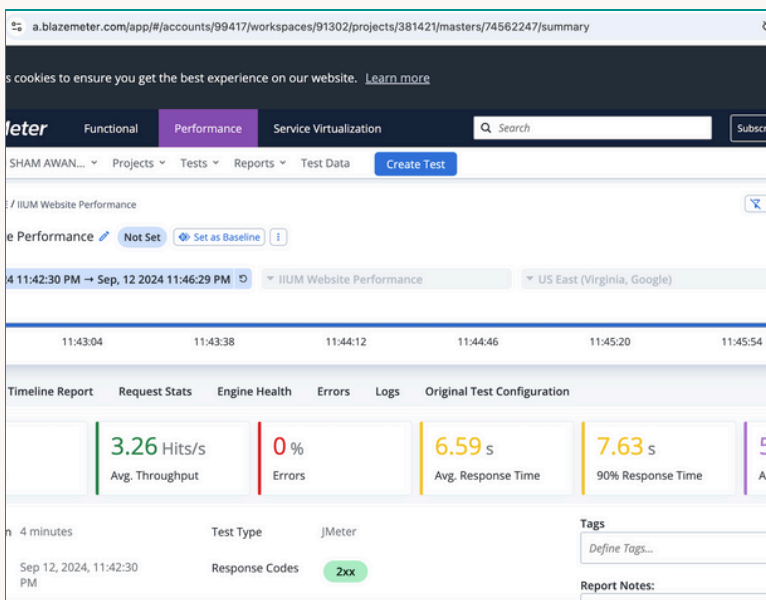 a.blazemeter.com/app/#/accounts/99417/workspaces/91302/projects/381421/masters/74562247/summary
s cookies to ensure you get the best experience on our website. Learn more
Meter Functional Performance Service Virtualization Search Subscr
SHAM AWAN... Projects Tests Reports Test Data Create Test
/ IIUM Website Performance
e Performance Not Set Set as Baseline
4 11:42:30 PM → Sep, 12 2024 11:46:29 PM IIUM Website Performance US East (Virginia, Google)
11:43:04 11:43:38 11:44:12 11:44:46 11:45:20 11:45:54
Timeline Report Request Stats Engine Health Errors Logs Original Test Configuration
3.26 Hits/s 0 % 6.59 s 7.63 s 5
Avg. Throughput Errors Avg. Response Time 90% Response Time A
n 4 minutes Test Type JMeter Tags
Define Tags...
Sep 12, 2024, 11:42:30 PM Response Codes 2xx
Report Notes: